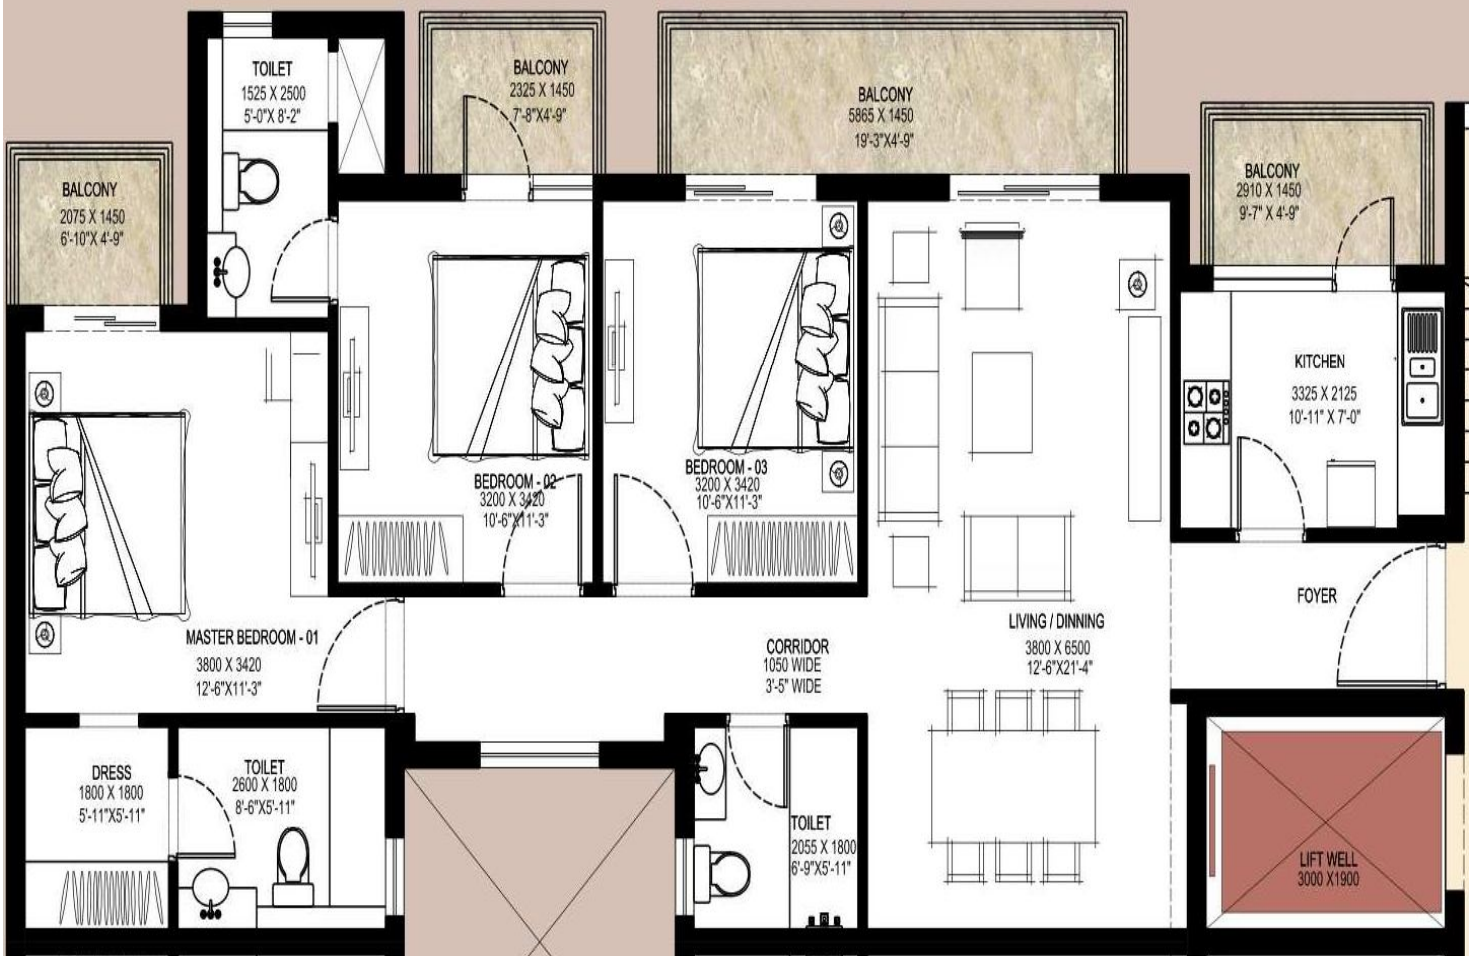 TOILET
1525 X 2500
5'-0"X 8'-2"
BALCONY
2325 X 1450
7'-8"X4'-9"
BALCONY
5865 X 1450
19'-3"X4'-9"
BALCONY
2910 X 1450
9'-7" X 4'-9"
BALCONY
2075 X 1450
6'-10"X 4'-9"
KITCHEN
3325 X 2125
10'-11" X 7'-0"
BEDROOM - 02
3200 X 3420
10'-6"X11'-3"
BEDROOM - 03
3200 X 3420
10'-6"X11'-3"
MASTER BEDROOM - 01
3800 X 3420
12'-6"X11'-3"
CORRIDOR
1050 WIDE
3'-5" WIDE
LIVING / DINNING
3800 X 6500
12'-6"X21'-4"
FOYER
DRESS
1800 X 1800
5'-11"X5'-11"
TOILET
2600 X 1800
8'-6"X5'-11"
TOILET
2055 X 1800
6'-9"X5'-11"
LIFT WELL
3000 X1900